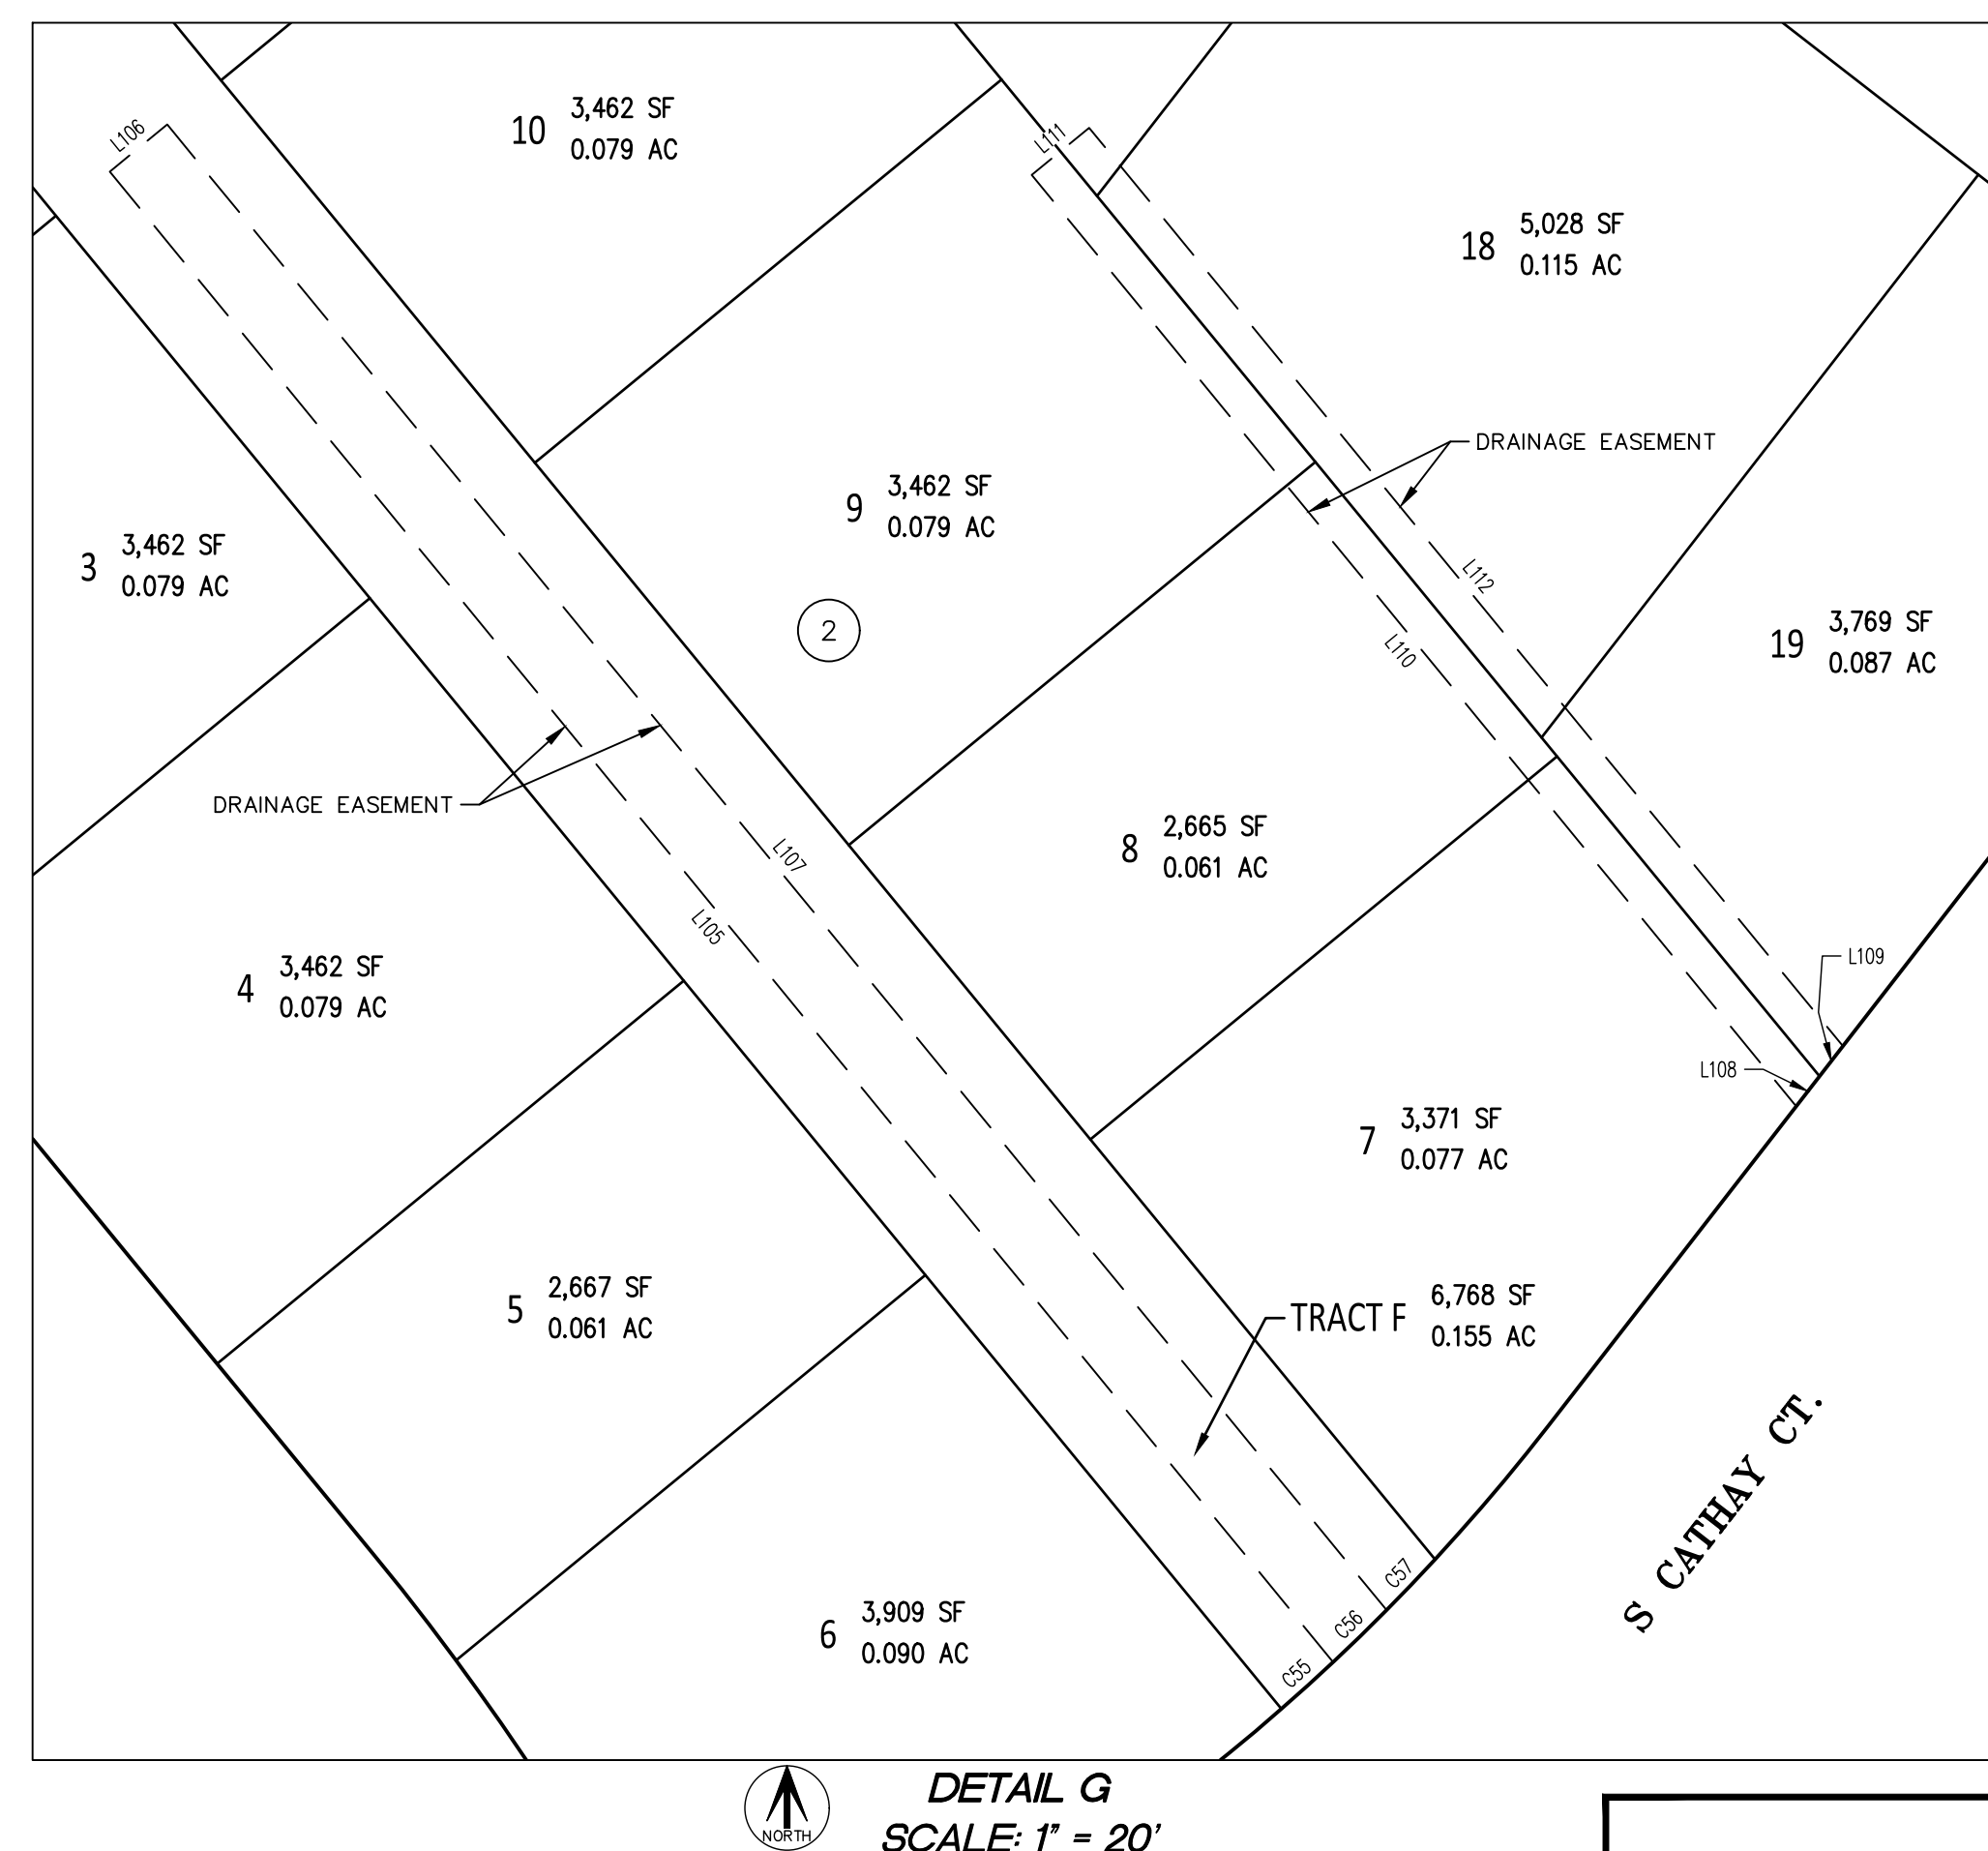 L106
10
3,462 SF
0.079 AC
L111
18
5,028 SF
0.115 AC
DRAINAGE EASEMENT
9
3,462 SF
0.079 AC
3
3,462 SF
0.079 AC
L112
2
L110
19
3,769 SF
0.087 AC
DRAINAGE EASEMENT
L107
8
2,665 SF
0.061 AC
L105
4
3,462 SF
0.079 AC
L109
L108
7
3,371 SF
0.077 AC
5
2,667 SF
0.061 AC
TRACT F
6,768 SF
0.155 AC
S CATHAY CT.
C57
C56
C55
6
3,909 SF
0.090 AC
NORTH
DETAIL G
SCALE: 1" = 20'